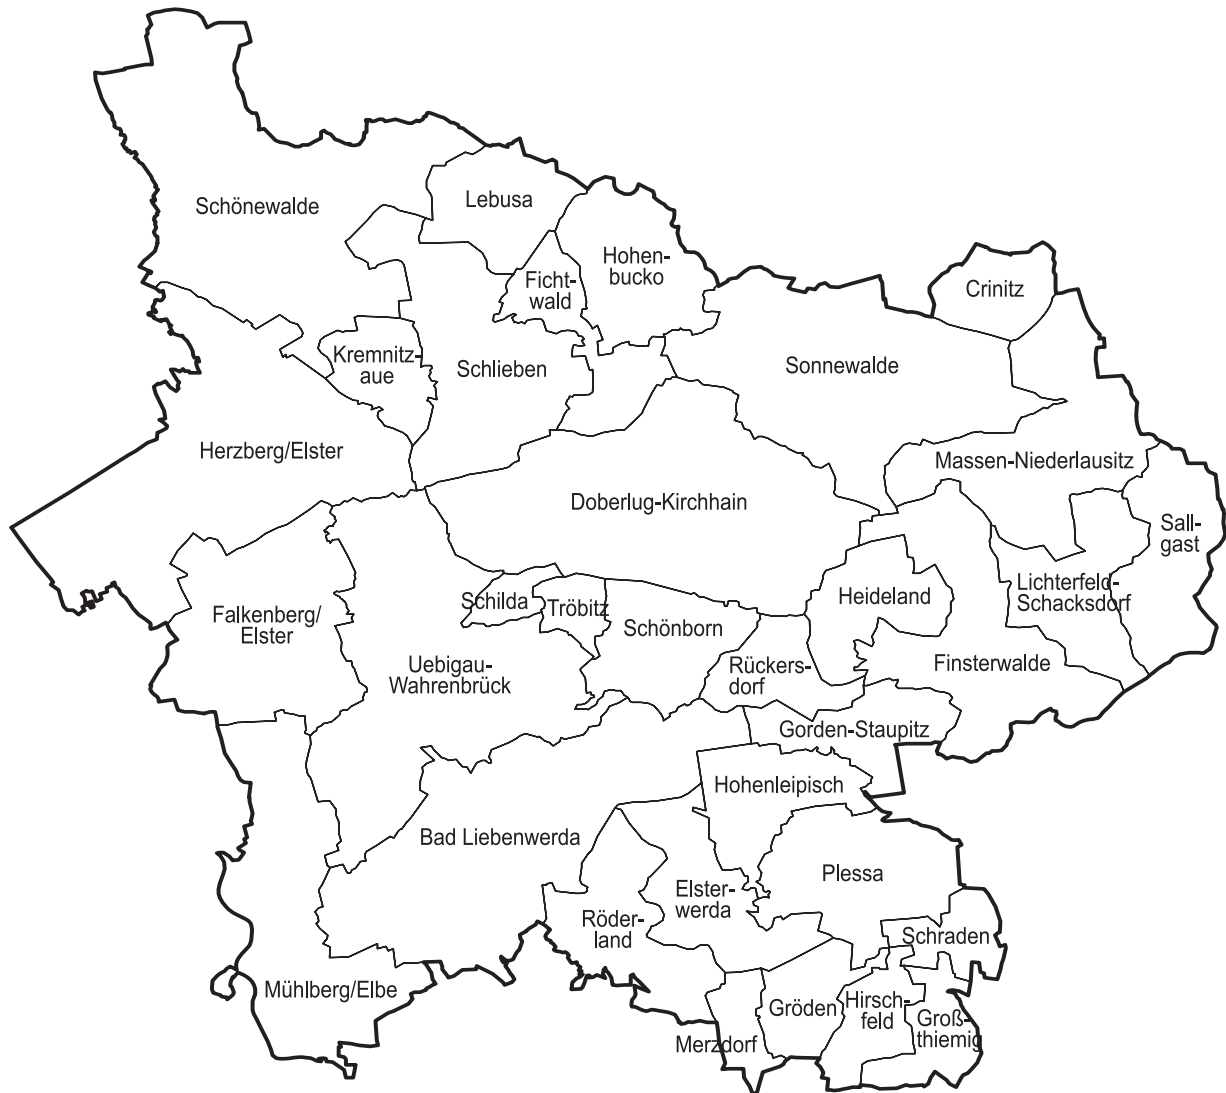 Schönewalde
Lebusa
Hohen-
bucko
Ficht-
wald
Crinitz
Kremnitz-
aue
Schlieben
Sonnewalde
Herzberg/Elster
Massen-Niederlausitz
Doberlug-Kirchhain
Sall-
gast
Lichterfeld-
Schacksdorf
Heideland
Schilda
Tröbitz
Falkenberg/
Elster
Schönborn
Uebigau-
Wahrenbrück
Rückers-
dorf
Finsterwalde
Gorden-Staupitz
Hohenleipisch
Bad Liebenwerda
Plessa
Elster-
werda
Röder-
land
Schraden
Mühlberg/Elbe
Gröden
Hirsch-
feld
Groß-
thiemig
Merzdorf